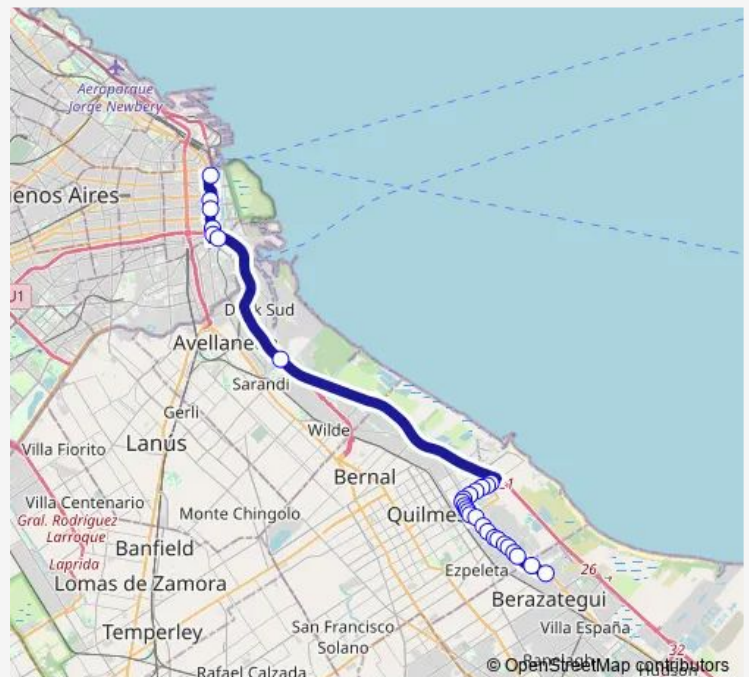 Aeroparque
Jorge Newbery
enos Aires
U1
Sud
Avellane
Sarandi
Gerli
Wilde
Villa Fiorito
Lanús
Bernal
Villa Centenario
Monte Chingolo
Quilmes
Gral. Rodríguez
Larroque
Banfield
Laprida
Ezpeleta
26
Lomas de Zamora
Berazategui
Temperley
San Francisco
Solano
Villa España
32
Rafael Calzada
© OpenStreetMap contributors